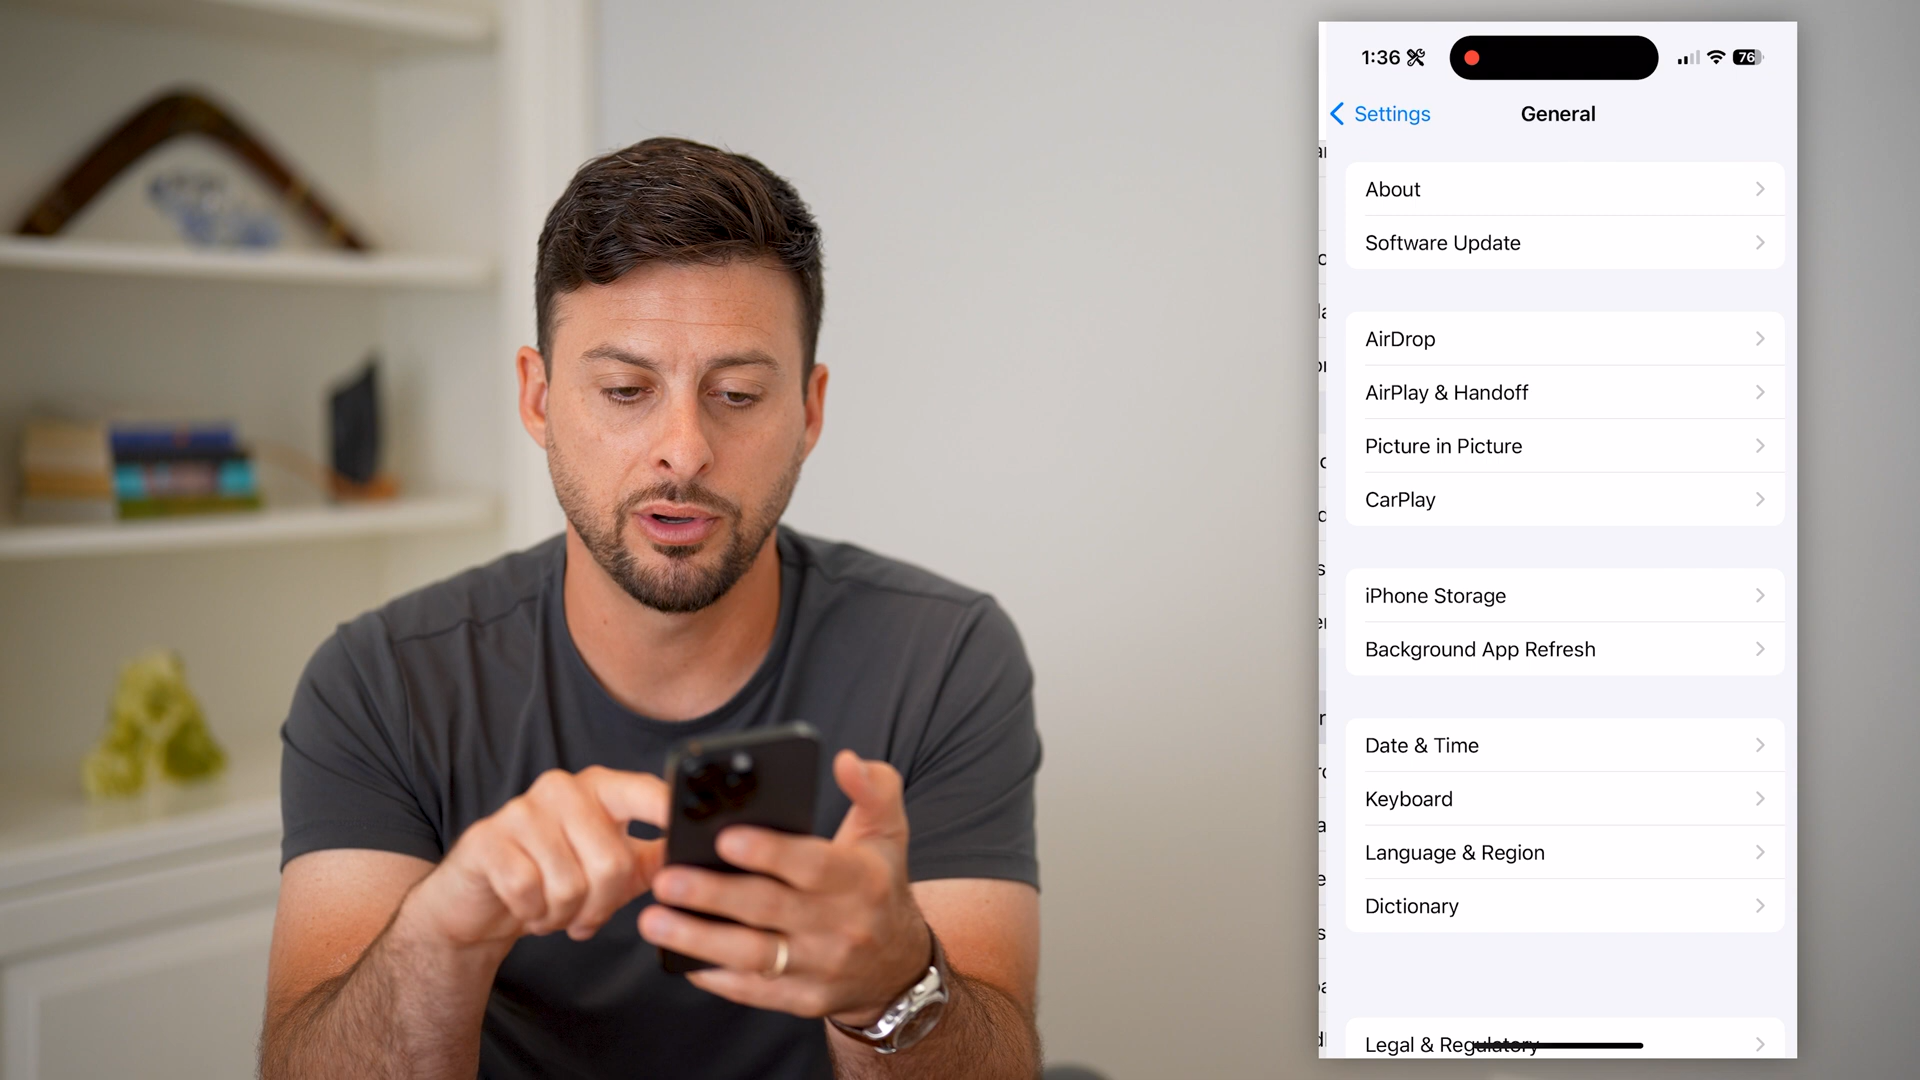 1:36
76
Settings
General
About
Software Update
AirDrop
AirPlay & Handoff
Picture in Picture
CarPlay
iPhone Storage
Background App Refresh
Date & Time
Keyboard
Language & Region
Dictionary
Legal & Regulatory